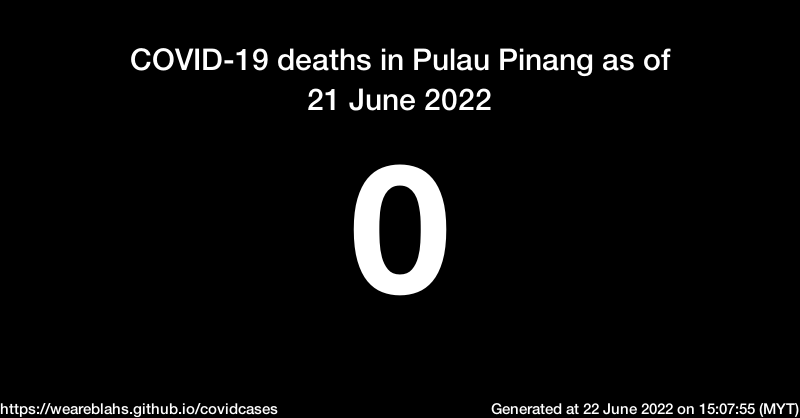 COVID-19 deaths in Pulau Pinang as of
21 June 2022
0
https://weareblahs.github.io/covidcases
Generated at 22 June 2022 on 15:07:55 (MYT)